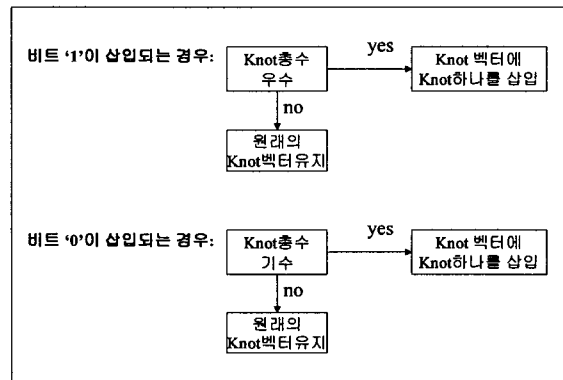 비트 ‘1’이 삽입되는 경우:
Knot총수
우수
yes
Knot 벡터에
Knot하나를 삽입
no
원래의
Knot벡터유지
비트 ‘0’이 삽입되는 경우:
Knot총수
기수
yes
Knot 벡터에
Knot하나를 삽입
no
원래의
Knot벡터유지